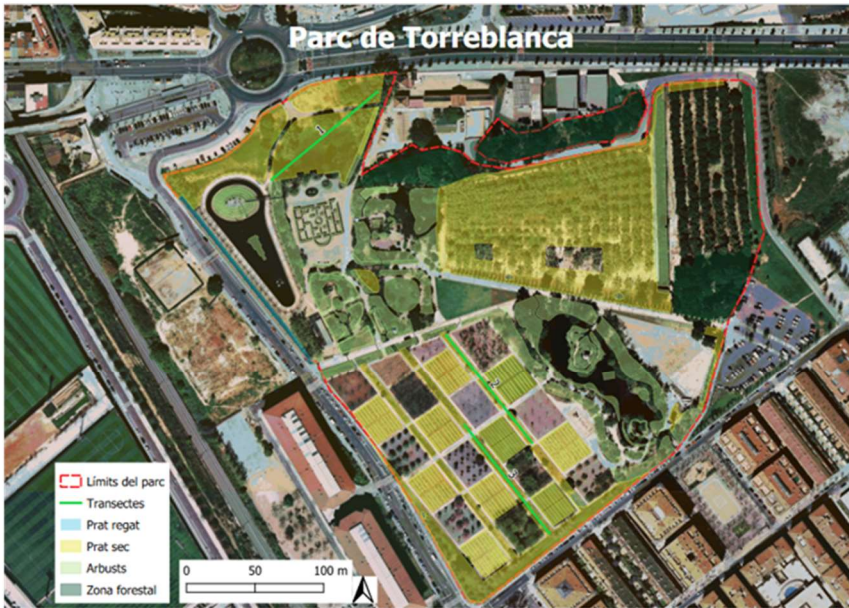 Parc de Torreblanca
1
2
3
Límits del parc
Transectes
Prat regat
Prat sec
Arbusts
Zona forestal
0 50 100 m